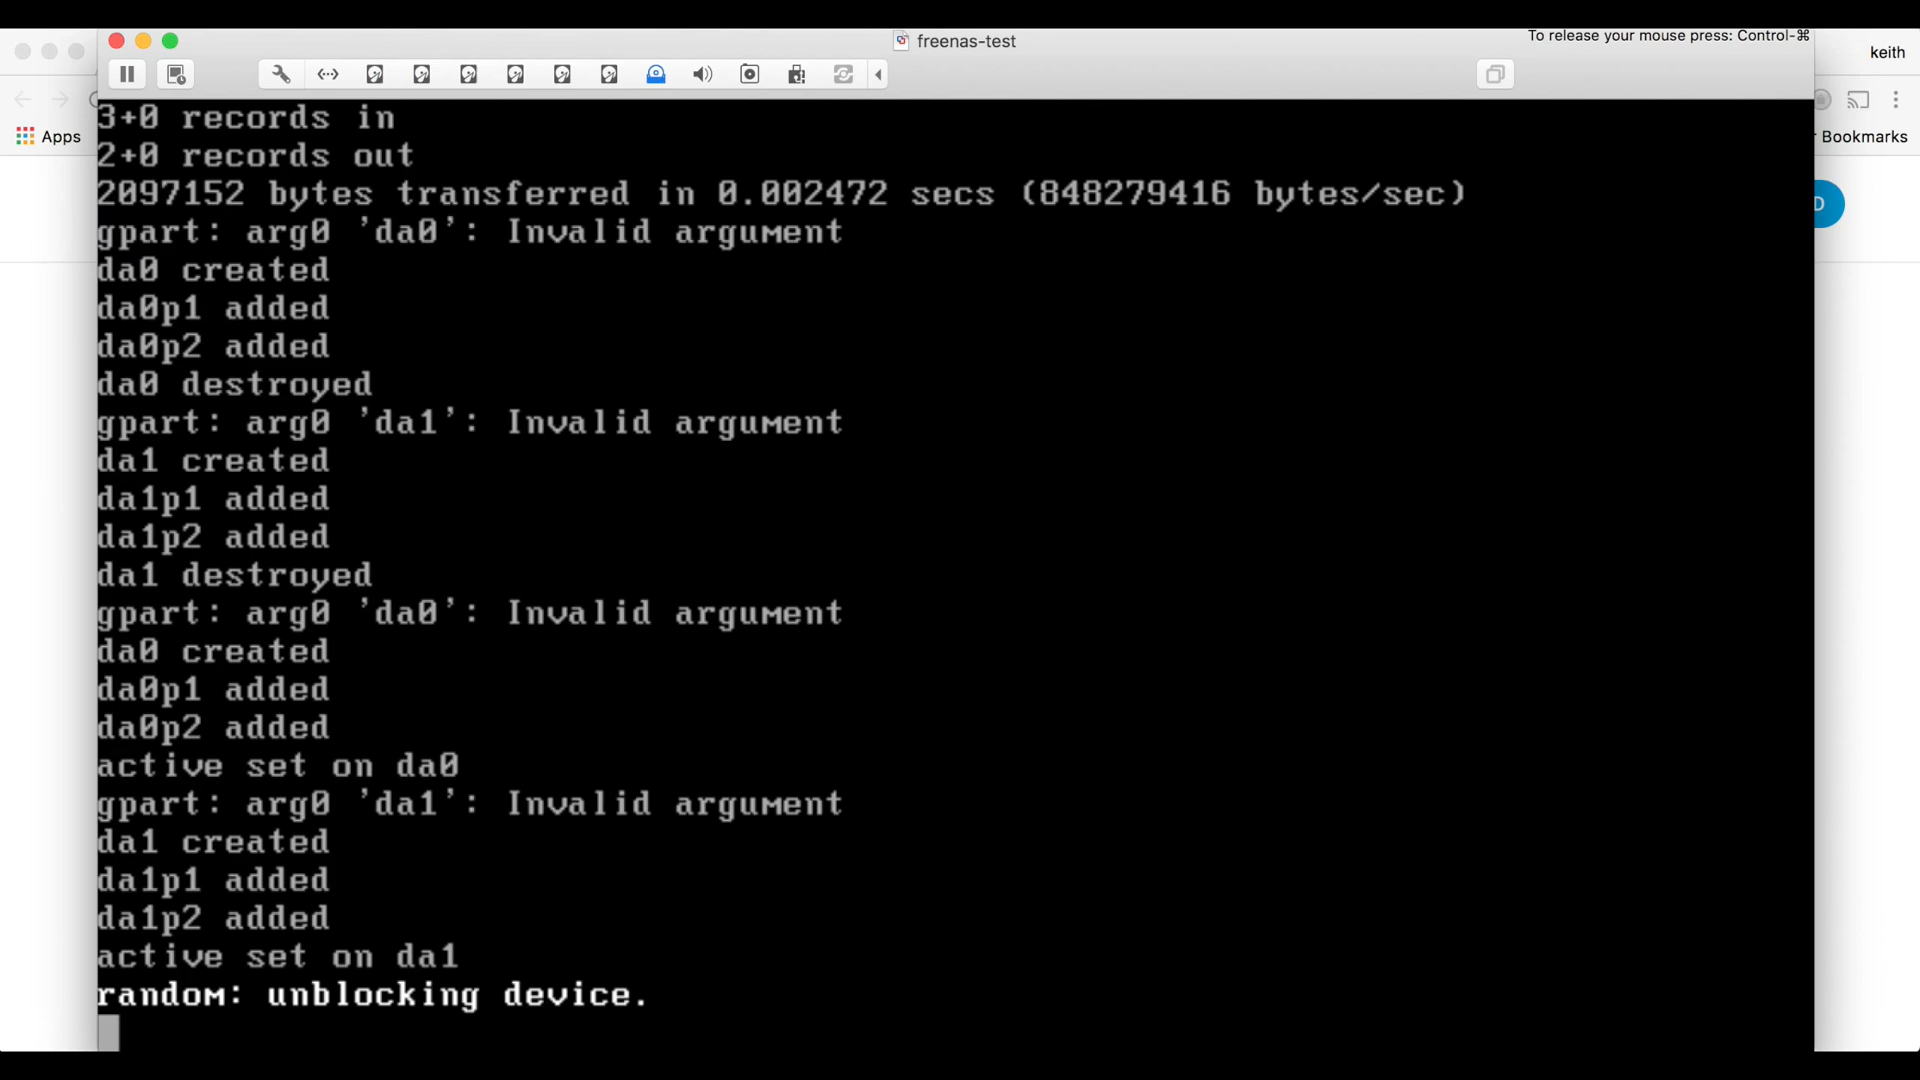 freenas-test
To release your mouse press: Control-⌘
keith
Apps
Bookmarks
3+0 records in
2+0 records out
2097152 bytes transferred in 0.002472 secs (848279416 bytes/sec)
gpart: arg0 'da0': Invalid argument
da0 created
da0p1 added
da0p2 added
da0 destroyed
gpart: arg0 'da1': Invalid argument
da1 created
da1p1 added
da1p2 added
da1 destroyed
gpart: arg0 'da0': Invalid argument
da0 created
da0p1 added
da0p2 added
active set on da0
gpart: arg0 'da1': Invalid argument
da1 created
da1p1 added
da1p2 added
active set on da1
random: unblocking device.